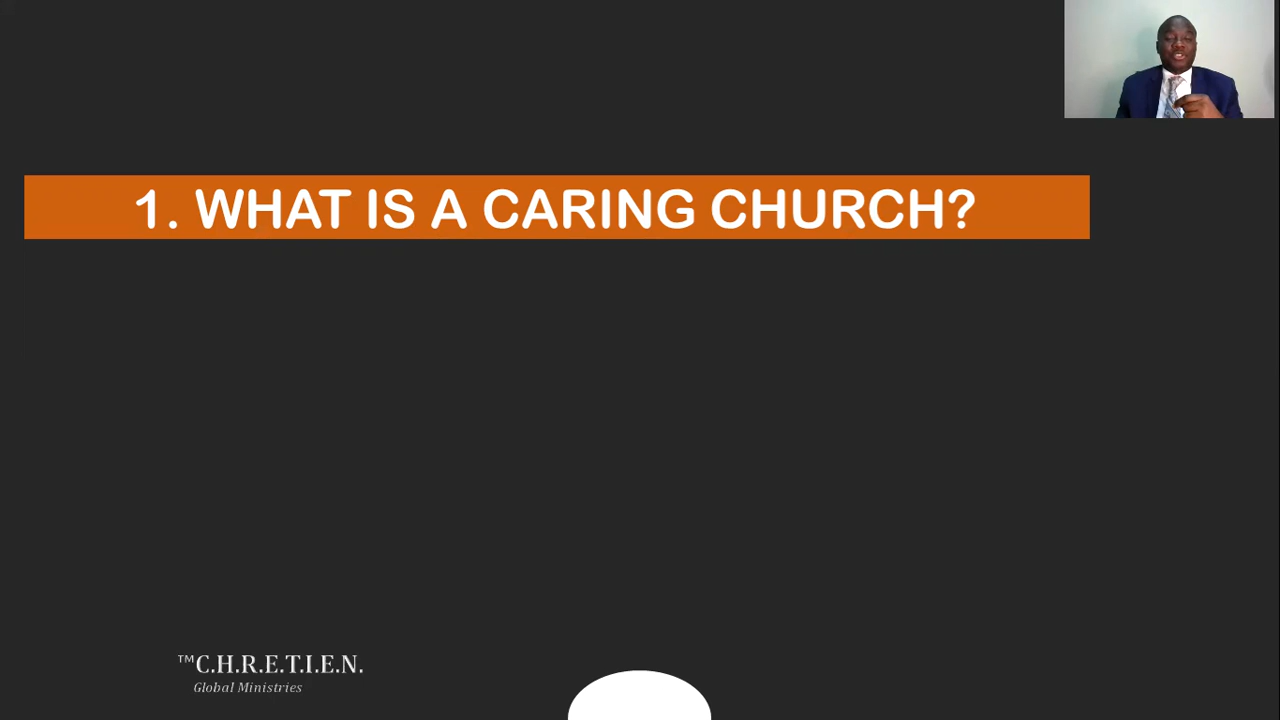 1. WHAT IS A CARING CHURCH?
™C.H.R.E.T.I.E.N.
Global Ministries